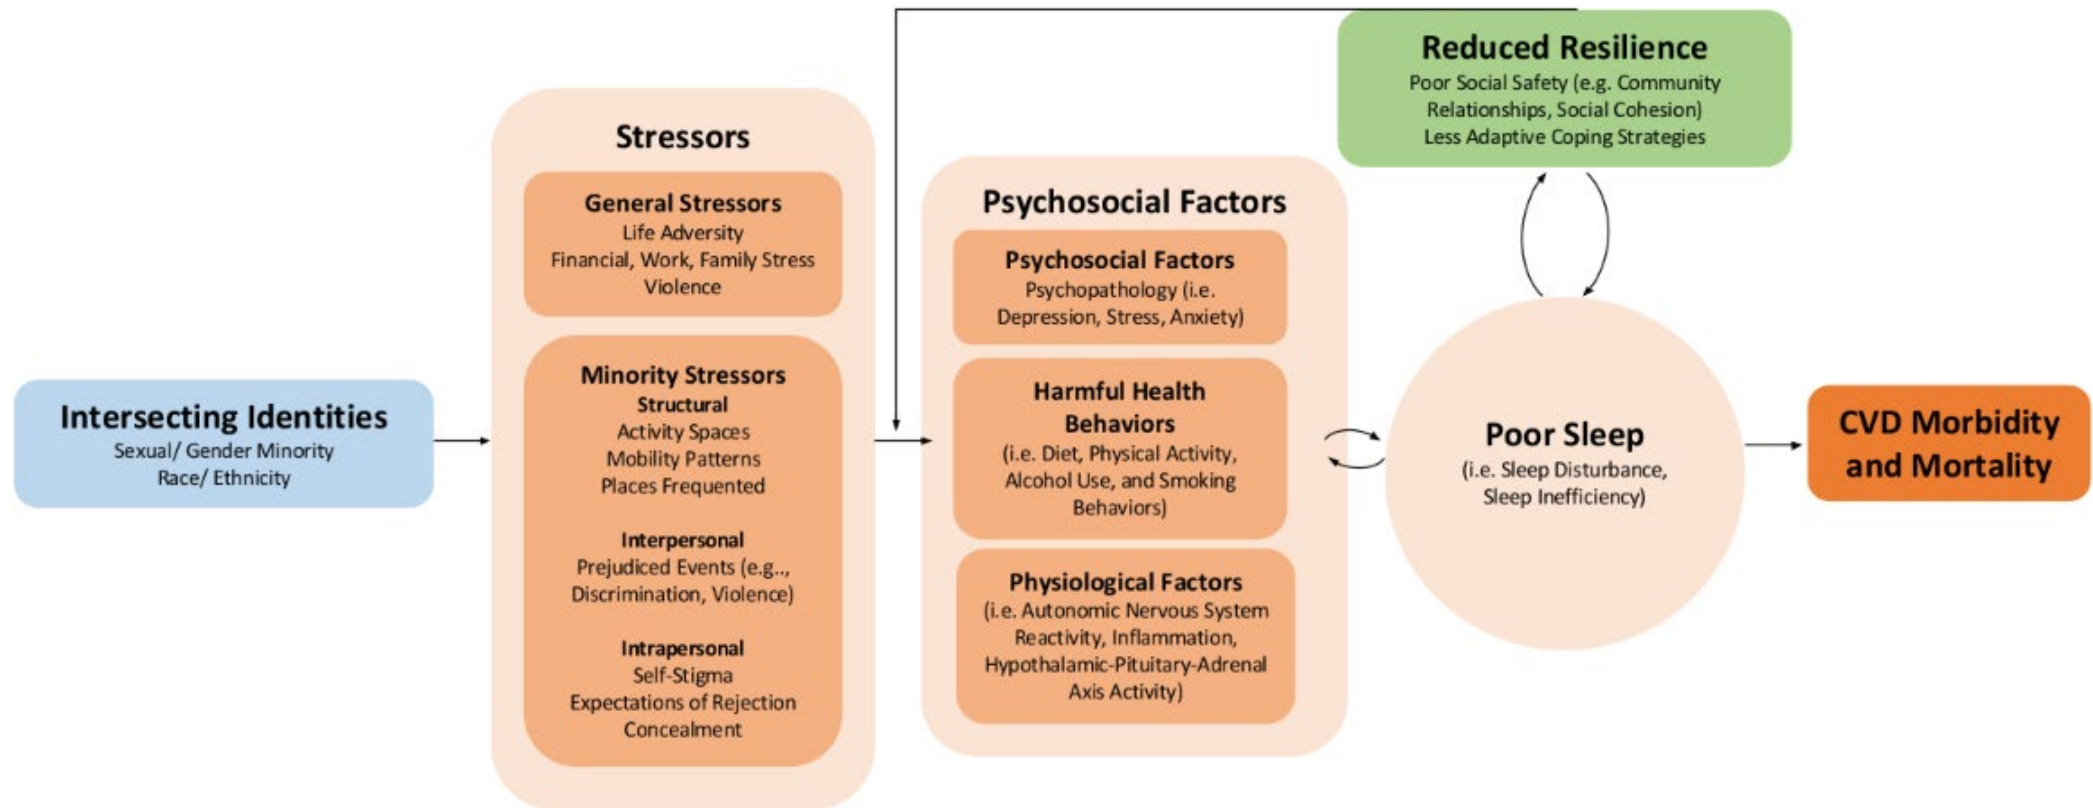 Reduced Resilience
Poor Social Safety (e.g. Community
Relationships, Social Cohesion)
Less Adaptive Coping Strategies
Stressors
General Stressors
Life Adversity
Financial, Work, Family Stress
Violence
Minority Stressors
Structural
Activity Spaces
Mobility Patterns
Places Frequented
Interpersonal
Prejudiced Events (e.g..,
Discrimination, Violence)
Intrapersonal
Self-Stigma
Expectations of Rejection
Concealment
Psychosocial Factors
Psychosocial Factors
Psychopathology (i.e.
Depression, Stress, Anxiety)
Harmful Health
Behaviors
(i.e. Diet, Physical Activity,
Alcohol Use, and Smoking
Behaviors)
Physiological Factors
(i.e. Autonomic Nervous System
Reactivity, Inflammation,
Hypothalamic-Pituitary-Adrenal
Axis Activity)
Intersecting Identities
Sexual/ Gender Minority
Race/ Ethnicity
Poor Sleep
(i.e. Sleep Disturbance,
Sleep Inefficiency)
CVD Morbidity
and Mortality